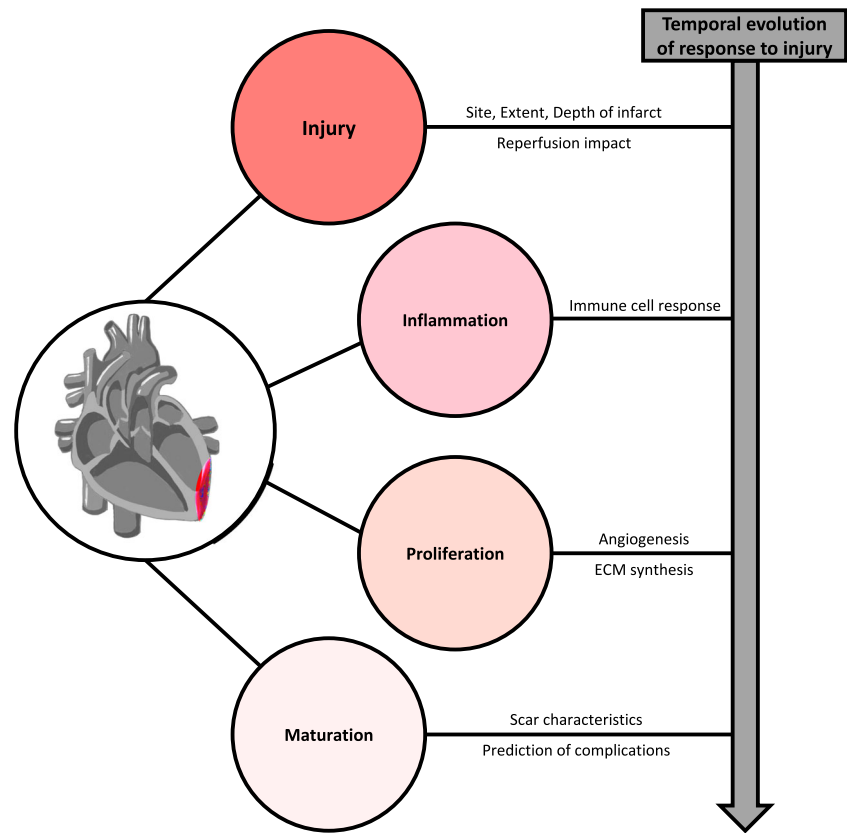 Temporal evolution
of response to injury
Injury
Site, Extent, Depth of infarct
Reperfusion impact
Inflammation
Immune cell response
Proliferation
Angiogenesis
ECM synthesis
Maturation
Scar characteristics
Prediction of complications